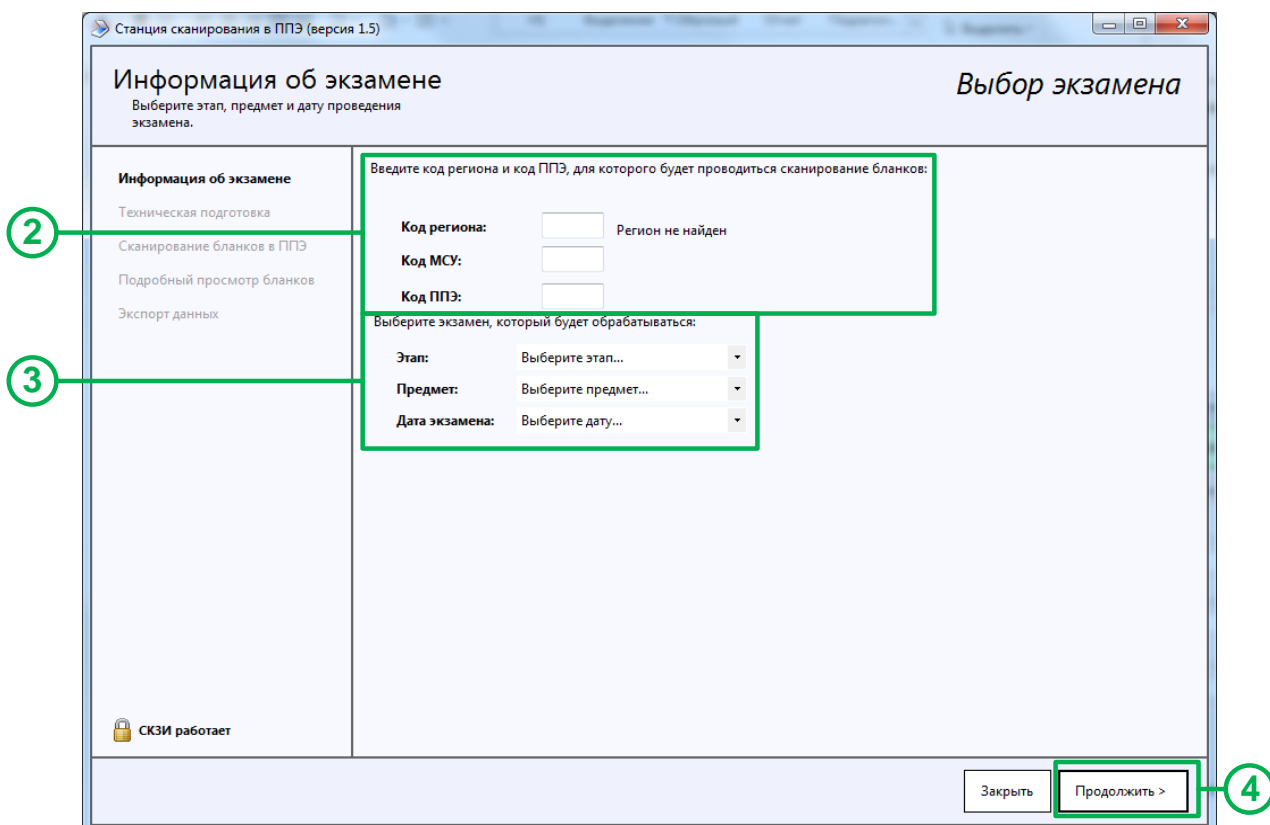 Станция сканирования в ППЭ (версия 1.5)
Информация об экзамене
Выбор экзамена
Выберите этап, предмет и дату проведения
экзамена.
Информация об экзамене
Техническая подготовка
Сканирование бланков в ППЭ
Подробный просмотр бланков
Экспорт данных
2
Введите код региона и код ППЭ, для которого будет проводиться сканирование бланков:
Код региона: Регион не найден
Код МСУ:
Код ППЭ:
3
Выберите экзамен, который будет обрабатываться:
Этап: Выберите этап...
Предмет: Выберите предмет...
Дата экзамена: Выберите дату...
СКЗИ работает
Закрыть Продолжить > 4